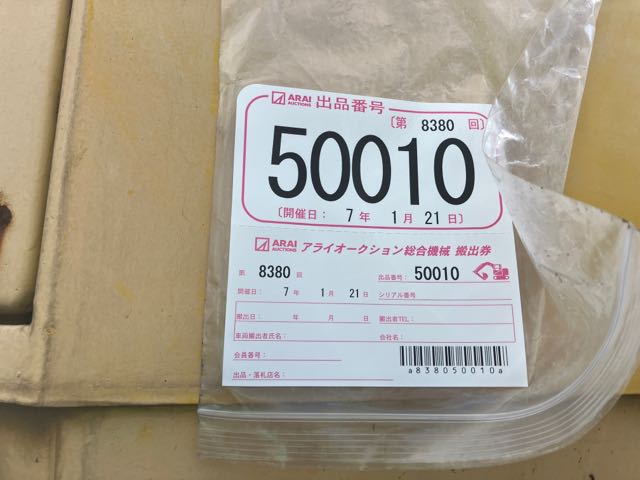 ARAI AUCTIONS 出品番号
〔第 8380 回〕
50010
〔開催日： 7 年 1 月 21 日〕
ARAI AUCTIONS アライオークション総合機械 搬出券
第 8380 回 出品番号： 50010
開催日： 7 年 1 月 21 日 シリアル番号
搬出日： 年 月 日 搬出者TEL：
車両搬出者氏名： 会社名：
会員番号：
出品・落札店名：
a838050010a